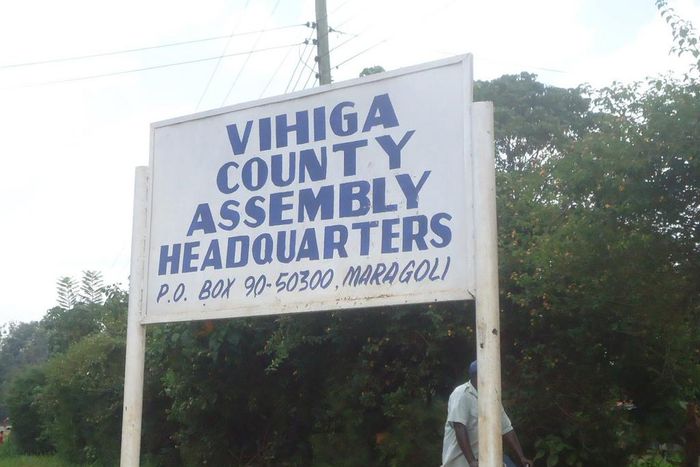 VIHIGA
COUNTY
ASSEMBLY
HEADQUARTERS
P.O. BOX 90-50300, MARAGOLI